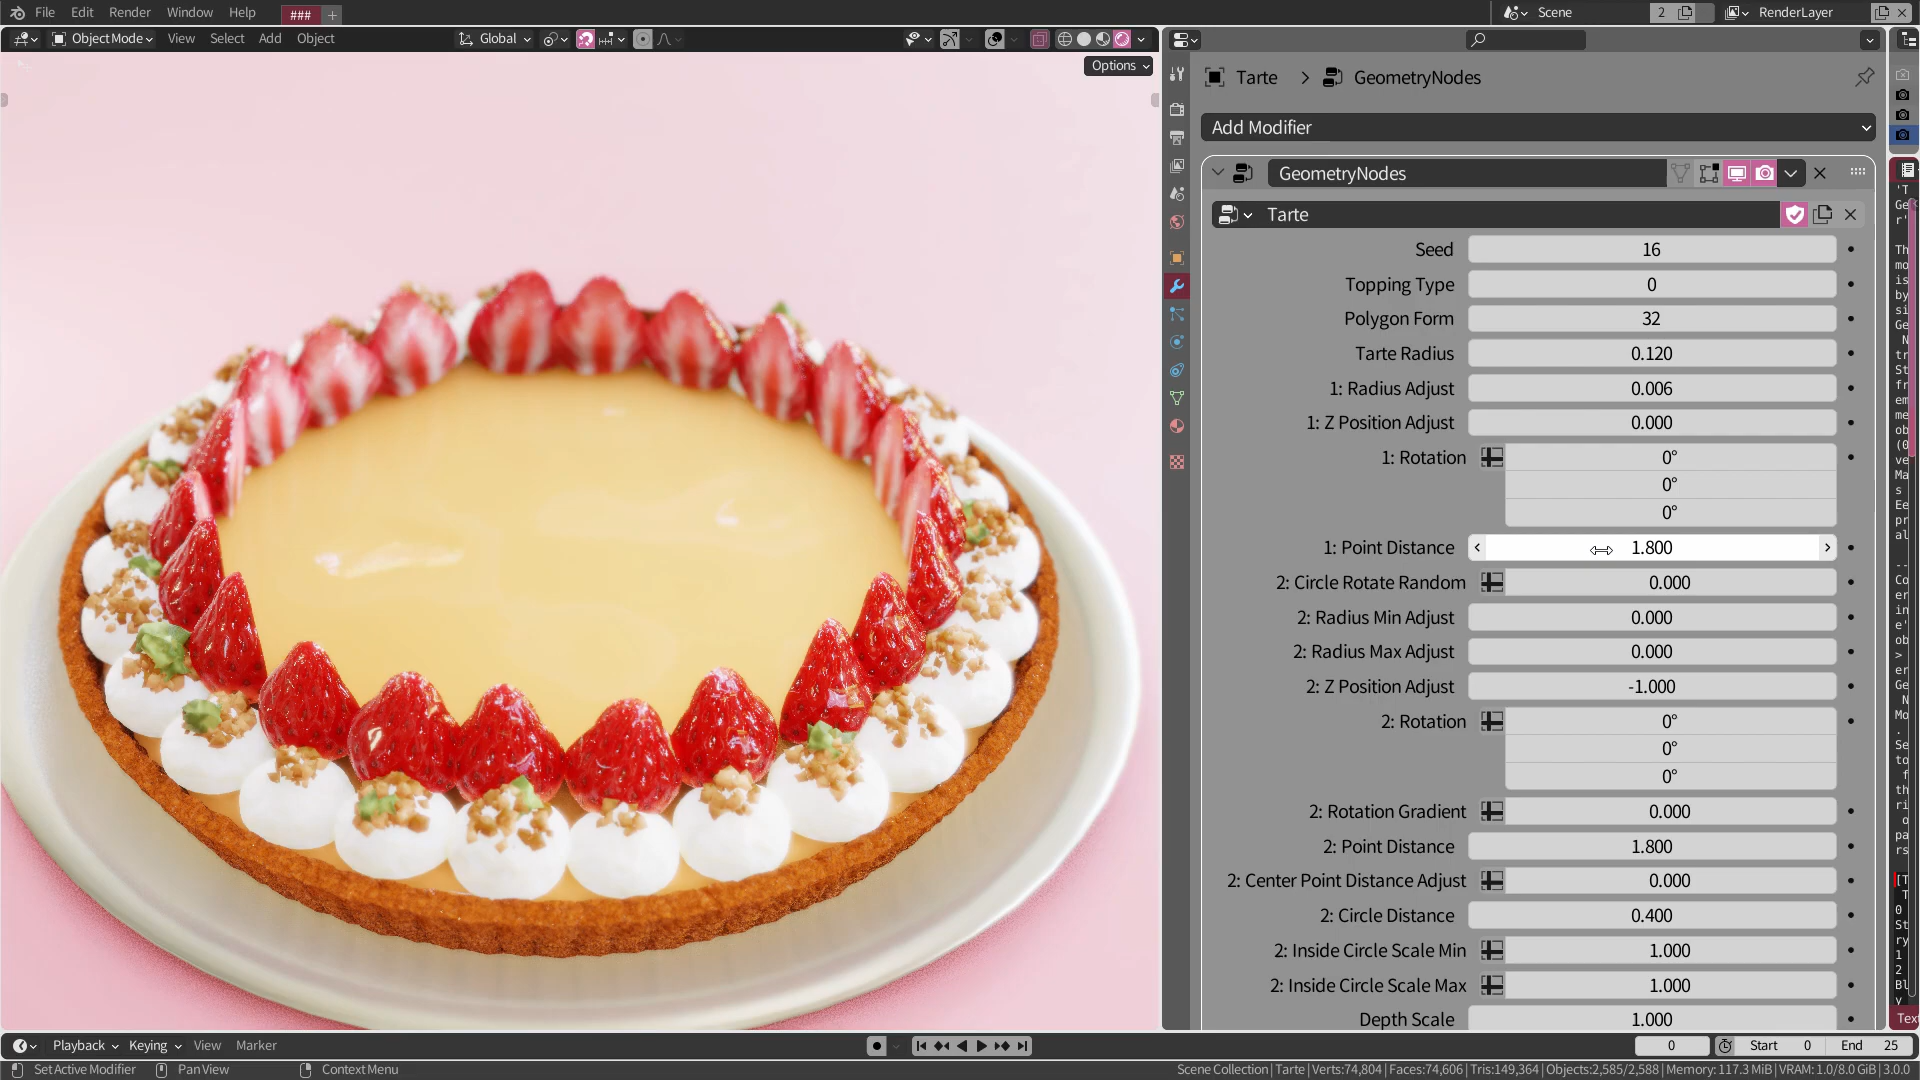 File Edit Render Window Help ### +
Scene 2 RenderLayer
Object Mode View Select Add Object Global
Options
Tarte > GeometryNodes
Add Modifier
GeometryNodes
Tarte
Seed 16
Topping Type 0
Polygon Form 32
Tarte Radius 0.120
1: Radius Adjust 0.006
1: Z Position Adjust 0.000
1: Rotation 0°
0°
0°
1: Point Distance 1.800
2: Circle Rotate Random 0.000
2: Radius Min Adjust 0.000
2: Radius Max Adjust 0.000
2: Z Position Adjust -1.000
2: Rotation 0°
0°
0°
2: Rotation Gradient 0.000
2: Point Distance 1.800
2: Center Point Distance Adjust 0.000
2: Circle Distance 0.400
2: Inside Circle Scale Min 1.000
2: Inside Circle Scale Max 1.000
Depth Scale 1.000
Playback Keying View Marker 0 Start 0 End 25
Set Active Modifier Pan View Context Menu
Scene Collection | Tarte | Verts:74,804 | Faces:74,606 | Tris:149,364 | Objects:2,585/2,588 | Memory: 117.3 MiB | VRAM: 1.0/8.0 GiB | 3.0.0